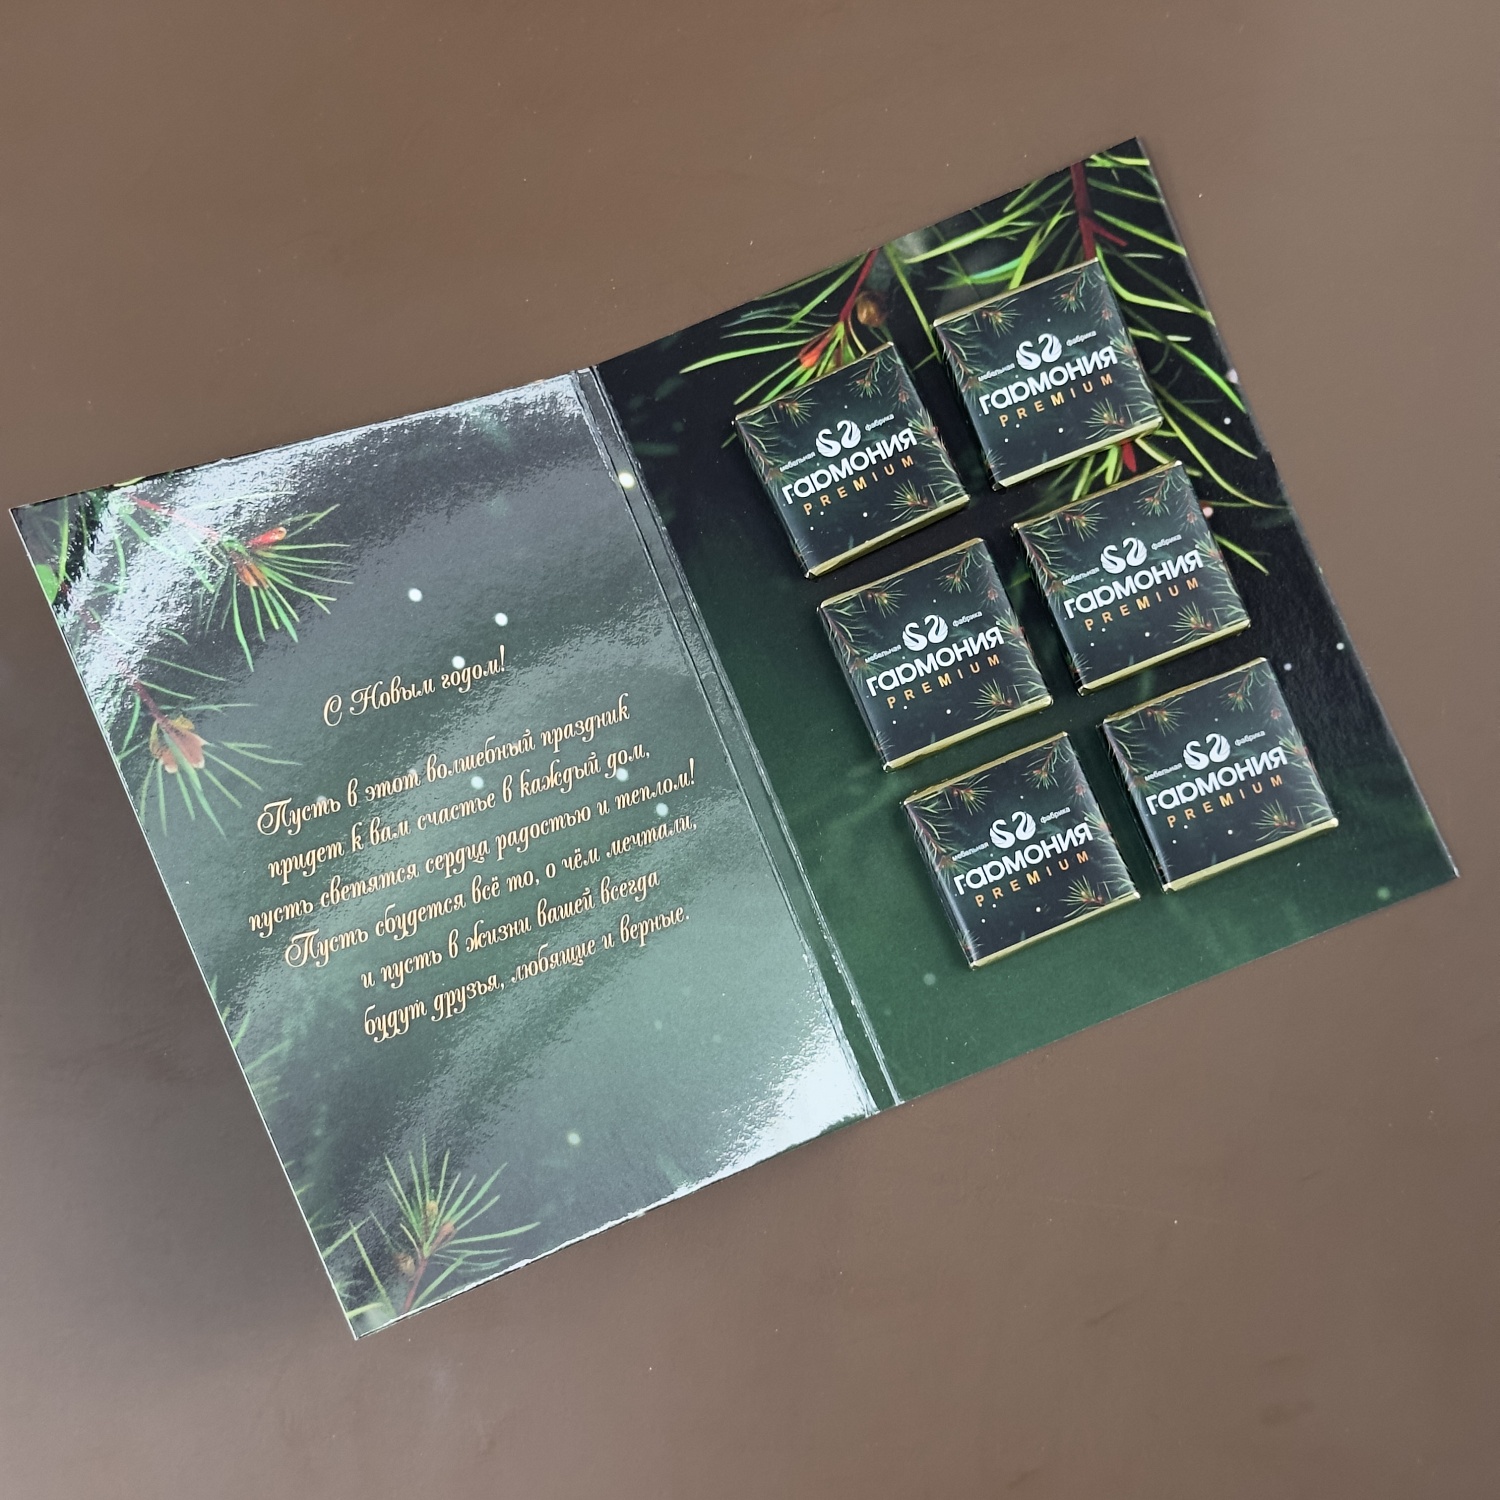 С Новым годом!
Пусть в этот волшебный праздник
придет к вам счастье в каждый дом,
пусть светятся сердца радостью и теплом!
Пусть сбудется всё то, о чём мечтали,
и пусть в жизни вашей всегда
будут друзья, любящие и верные.
мебельная фабрика
гармония
PREMIUM
мебельная фабрика
гармония
PREMIUM
мебельная фабрика
гармония
PREMIUM
мебельная фабрика
гармония
PREMIUM
мебельная фабрика
гармония
PREMIUM
мебельная фабрика
гармония
PREMIUM